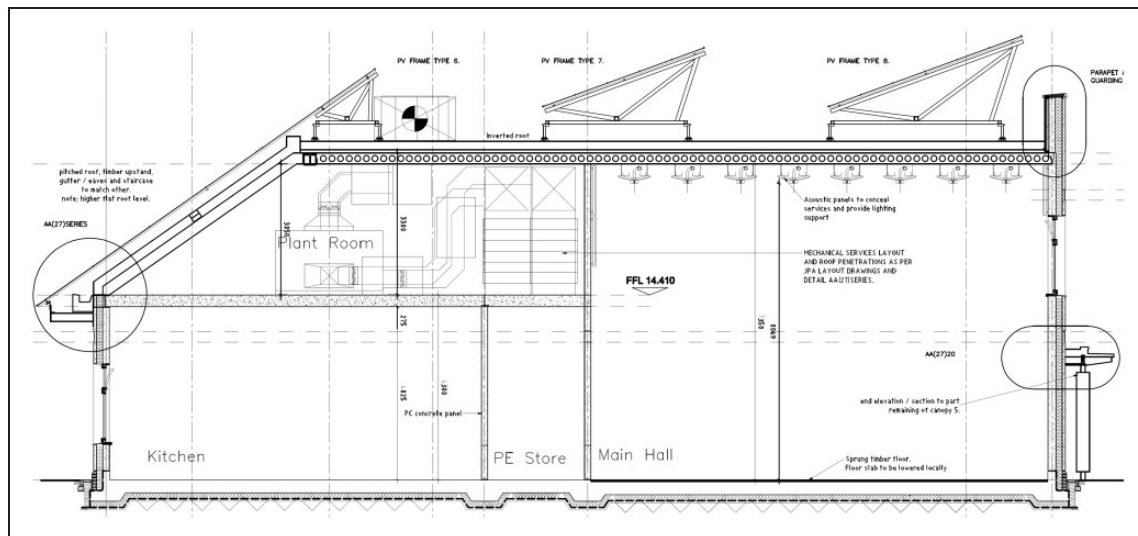 PV FRAME TYPE 6.
PV FRAME TYPE 7.
PV FRAME TYPE 8.
PARAPET /
GUARDING
Inverted roof
pitched roof, timber upstand,
gutter / eaves and staircase
to match other.
note; higher flat roof level.
AA(27)SERIES
Acoustic panels to conceal
services and provide lighting
support
3050
3300
Plant Room
MECHANICAL SERVICES LAYOUT
AND ROOF PENETRATIONS AS PER
JPA LAYOUT DRAWINGS AND
DETAIL AA(27)SERIES.
FFL 14.410
275
AA(27)20
PC concrete panel
end elevation / section to part
remaining of canopy 5.
Kitchen
PE Store
Main Hall
Sprung timber floor.
Floor slab to be lowered locally